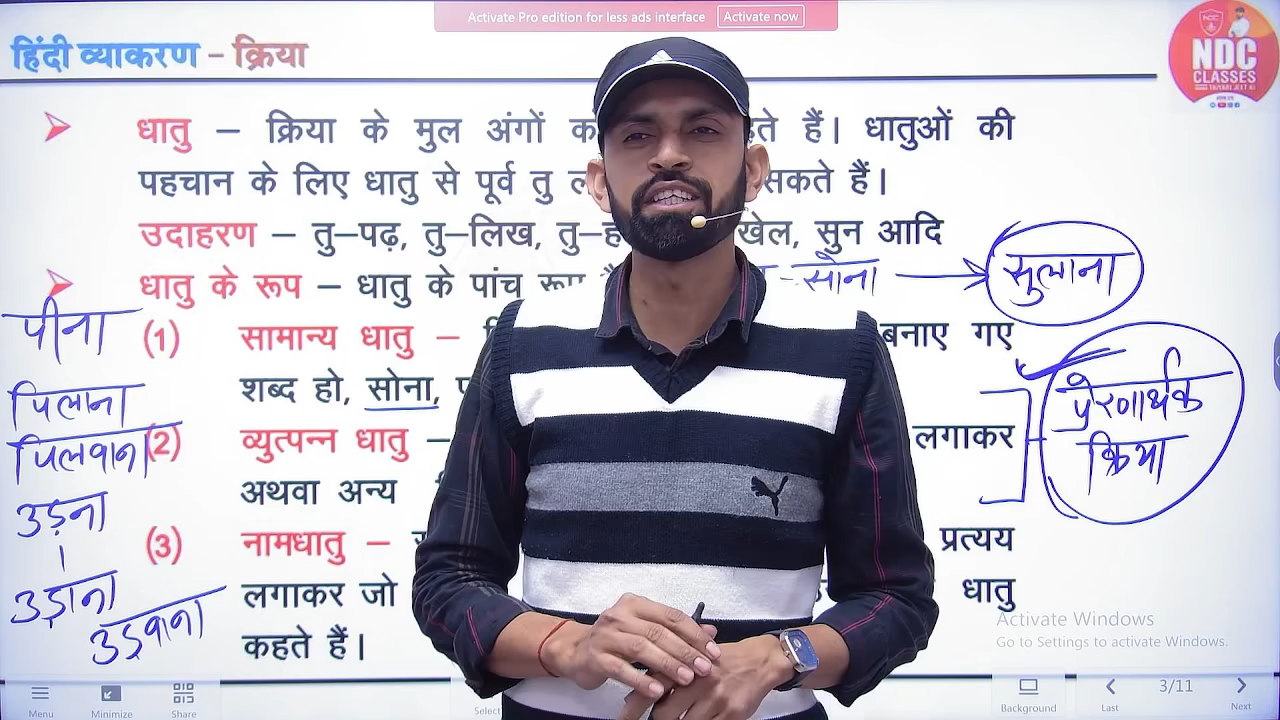 Activate Pro edition for less ads interface Activate now
हिंदी व्याकरण – क्रिया
NDC
CLASSES
धातु – क्रिया के मुल अंगों हैं। धातुओं की
पहचान के लिए धातु से पूर्व तु सकते हैं।
उदाहरण – तु–पढ़, तु–लिख, खेल, सुन आदि
धातु के रूप – धातु के पांच रूप - सोना → सुलाना
पीना
(1) सामान्य धातु – बनाए गए
शब्द हो, सोना,
प्रेरणार्थक
क्रिया
पिलाना
पिलवाना
(2) व्युत्पन्न धातु – लगाकर
अथवा अन्य
उड़ना
(3) नामधातु – प्रत्यय
उड़ाना
लगाकर जो धातु
उड़वाना
कहते हैं।
Activate Windows
Go to Settings to activate Windows.
Menu Minimize Share Select Background Last 3/11 Next